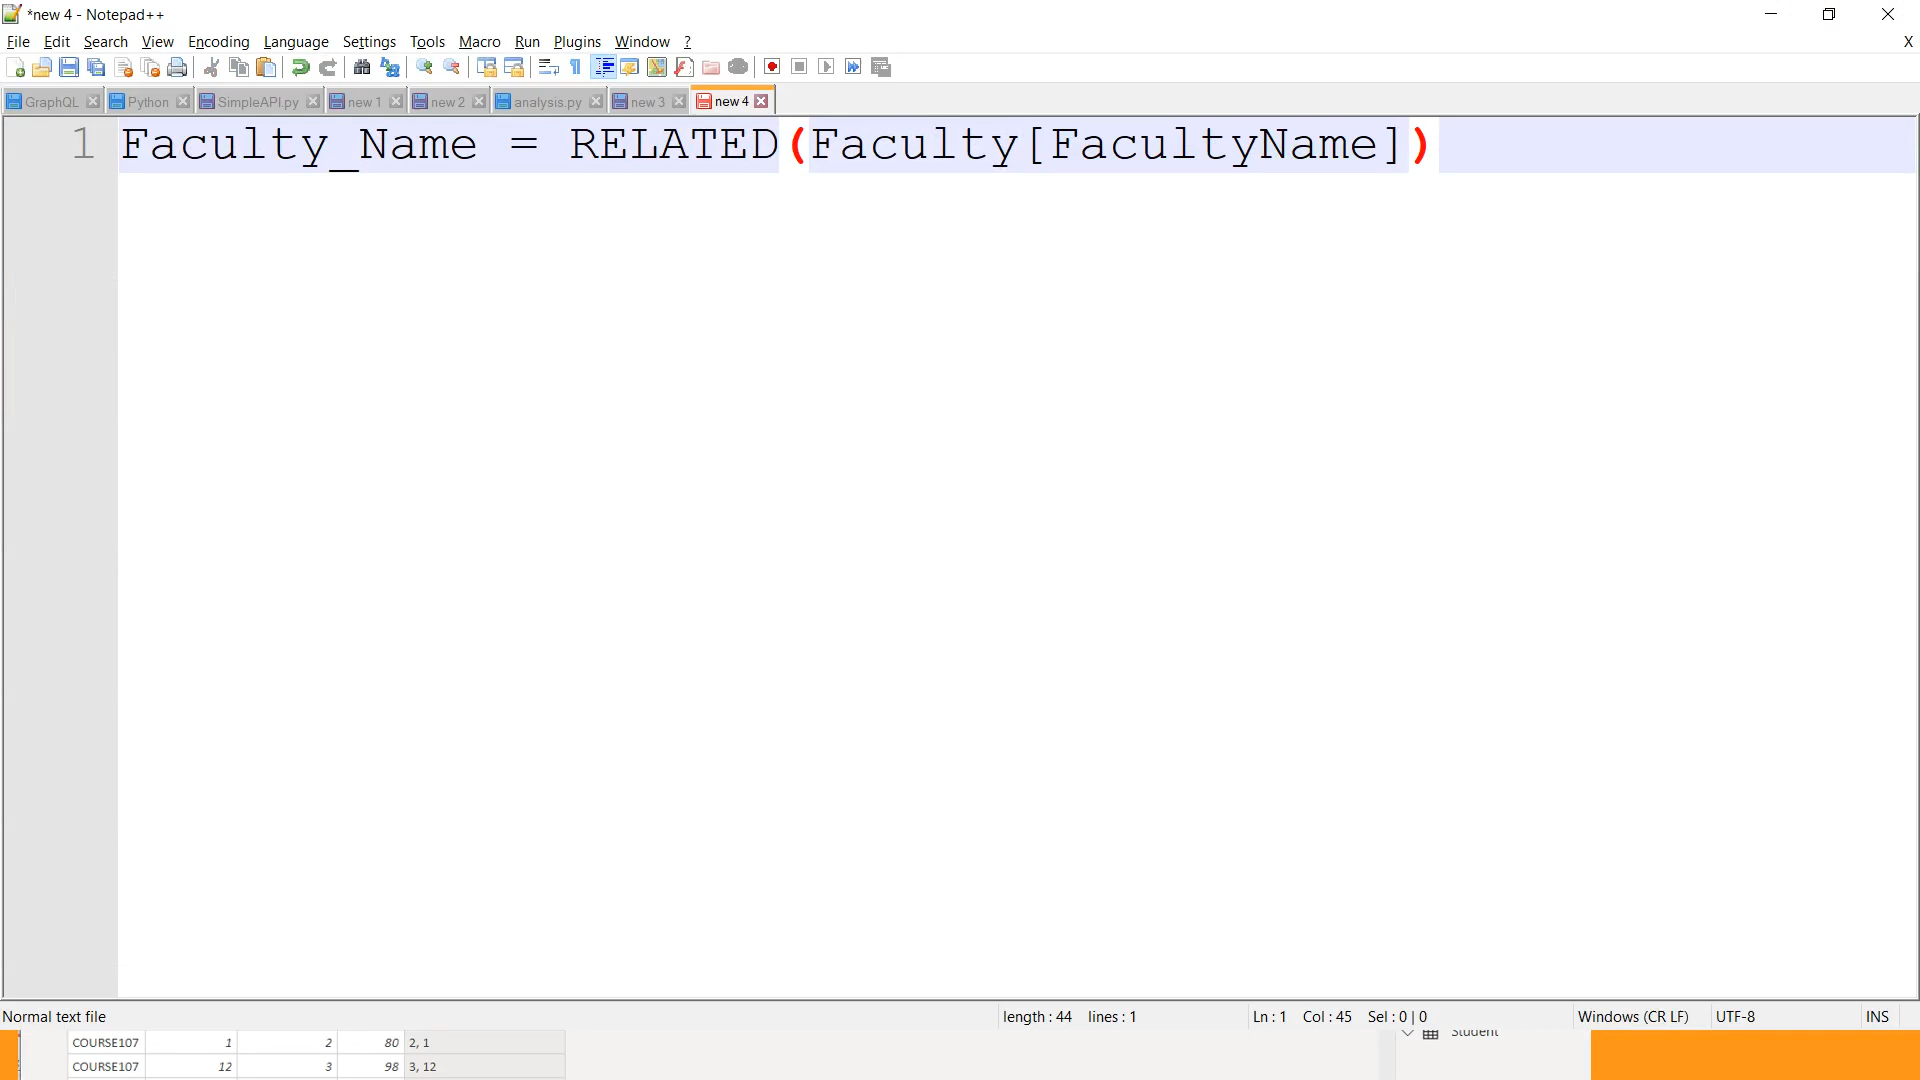 *new 4 - Notepad++
File Edit Search View Encoding Language Settings Tools Macro Run Plugins Window ? X
GraphQL Python SimpleAPI.py new 1 new 2 analysis.py new 3 new 4
1 Faculty_Name = RELATED(Faculty[FacultyName])
Normal text file length : 44 lines : 1 Ln : 1 Col : 45 Sel : 0 | 0 Windows (CR LF) UTF-8 INS
Student
COURSE107 1 2 80 2, 1
COURSE107 12 3 98 3, 12